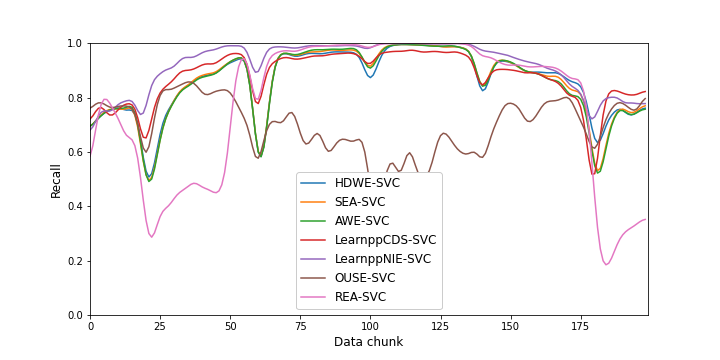 1.0
0.8
0.6
0.4
0.2
0.0
Recall
HDWE-SVC
SEA-SVC
AWE-SVC
LearnppCDS-SVC
LearnppNIE-SVC
OUSE-SVC
REA-SVC
0 25 50 75 100 125 150 175
Data chunk